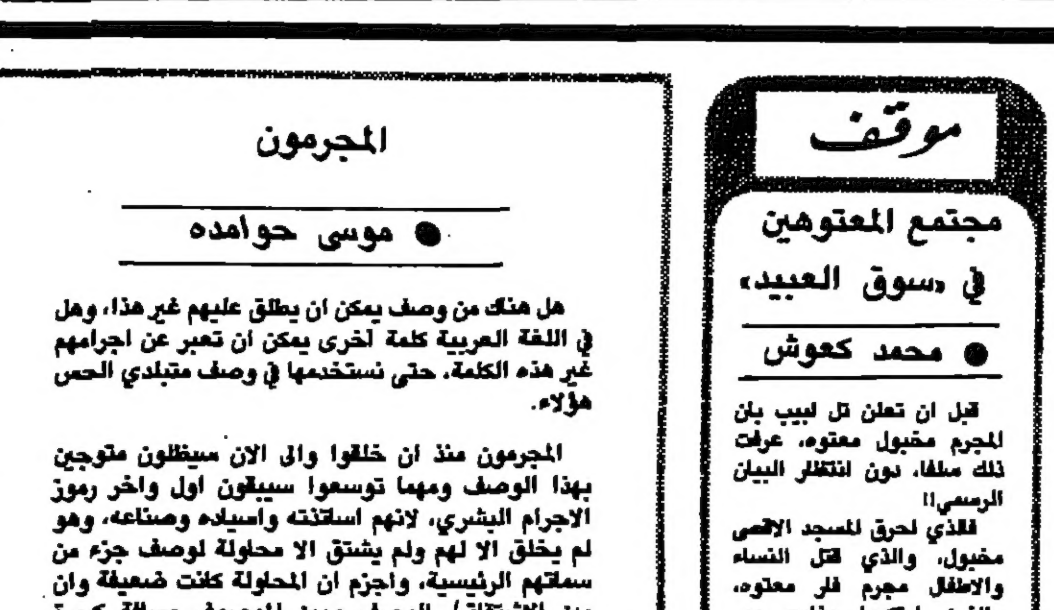 موقف
مجتمع المعتوهين
في «سوق العبيد»
● محمد كعوش
قبل ان تعلن تل ابيب بان
المجرم مخبول معتوه، عرفت
ذلك سلفا، دون انتظار البيان
الرسمي!!
فالذي احرق المسجد الاقصى
مخبول، والذي قتل النساء
والاطفال مجرم فار معتوه،
المجرمون
● موسى حوامده
هل هناك من وصف يمكن ان يطلق عليهم غير هذا، وهل
في اللغة العربية كلمة اخرى يمكن ان تعبر عن اجرامهم
غير هذه الكلمة، حتى نستخدمها في وصف متبلدي الحس
هؤلاء.
المجرمون منذ ان خلقوا والى الان سيظلون متوجين
بهذا الوصف ومهما توسعوا سيبقون اول واخر رموز
الاجرام البشري، لانهم اساتذته واسياده وصناعه، وهو
لم يخلق الا لهم ولم يشتق الا محاولة لوصف جزء من
سماتهم الرئيسية، واجزم ان المحاولة كانت ضعيفة وان